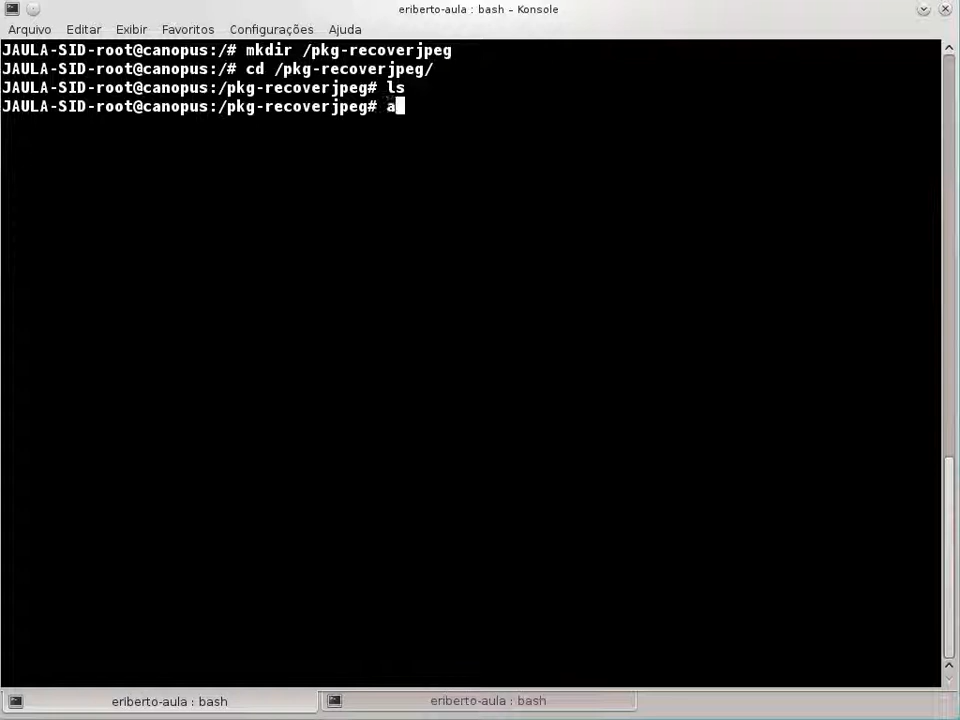 eriberto-aula : bash – Konsole
Arquivo Editar Exibir Favoritos Configurações Ajuda
JAULA-SID-root@canopus:/# mkdir /pkg-recoverjpeg
JAULA-SID-root@canopus:/# cd /pkg-recoverjpeg/
JAULA-SID-root@canopus:/pkg-recoverjpeg# ls
JAULA-SID-root@canopus:/pkg-recoverjpeg# a
eriberto-aula : bash eriberto-aula : bash